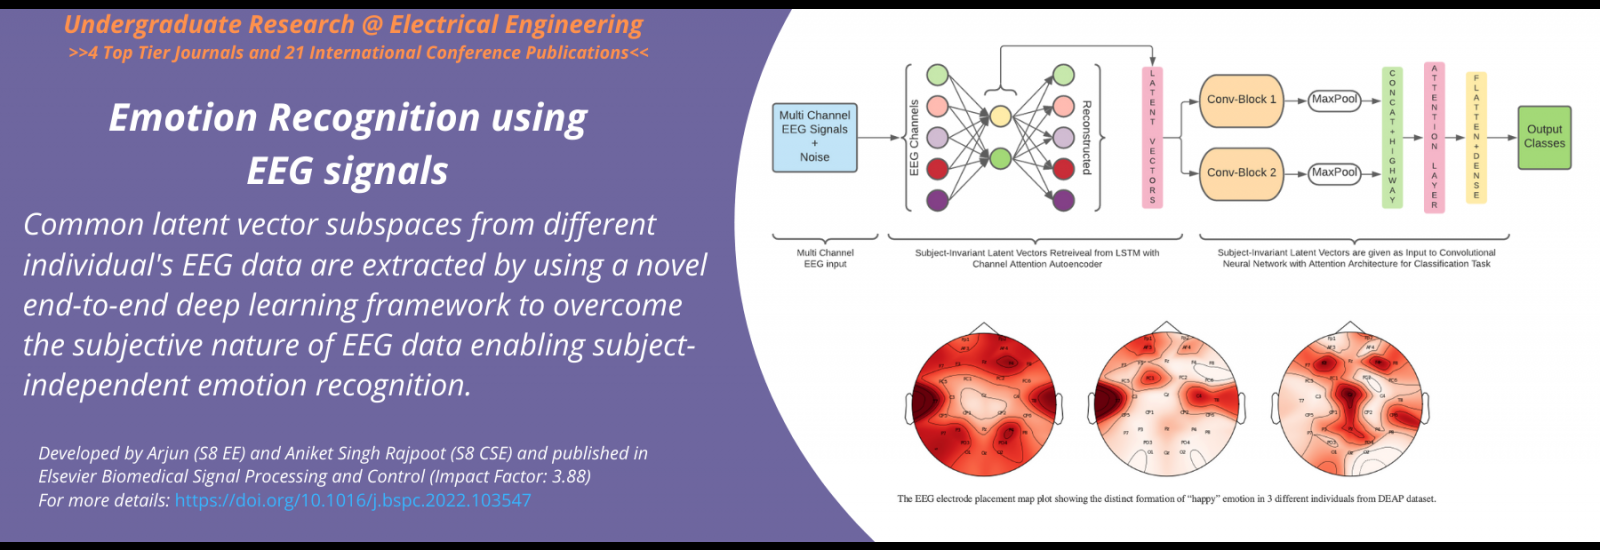 Undergraduate Research @ Electrical Engineering
>>4 Top Tier Journals and 21 International Conference Publications<<
Emotion Recognition using
EEG signals
Common latent vector subspaces from different
individual's EEG data are extracted by using a novel
end-to-end deep learning framework to overcome
the subjective nature of EEG data enabling subject-
independent emotion recognition.
Developed by Arjun (S8 EE) and Aniket Singh Rajpoot (S8 CSE) and published in
Elsevier Biomedical Signal Processing and Control (Impact Factor: 3.88)
For more details: https://doi.org/10.1016/j.bspc.2022.103547
Multi Channel
EEG Signals
+
Noise
EEG Channels
Reconstructed
LATENT VECTORS
Conv-Block 1
MaxPool
Conv-Block 2
MaxPool
CONCAT+HIGHWAY
ATTENTION LAYER
FLATTEN+DENSE
Output
Classes
Multi Channel
EEG input
Subject-Invariant Latent Vectors Retreiveal from LSTM with
Channel Attention Autoencoder
Subject-Invariant Latent Vectors are given as Input to Convolutional
Neural Network with Attention Architecture for Classification Task
The EEG electrode placement map plot showing the distinct formation of “happy” emotion in 3 different individuals from DEAP dataset.